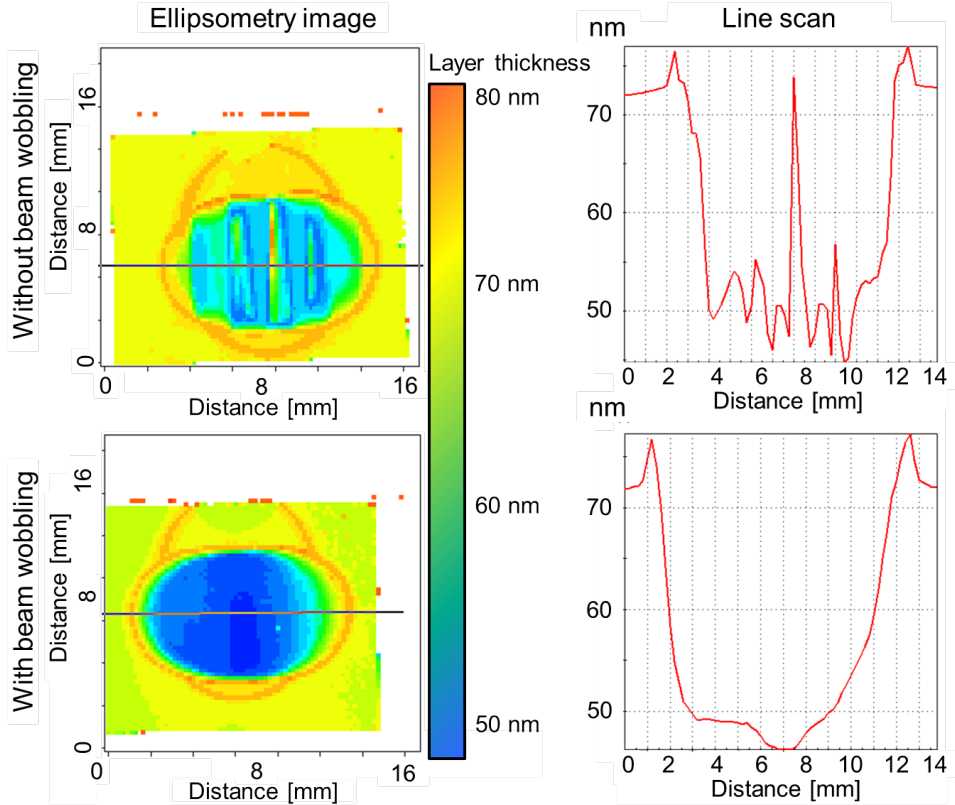 Ellipsometry image
Line scan
Without beam wobbling
Distance [mm]
16
8
0
0 8 16
Distance [mm]
Layer thickness
80 nm
70 nm
60 nm
50 nm
nm
70
60
50
0 2 4 6 8 10 12 14
Distance [mm]
With beam wobbling
Distance [mm]
16
8
0
0 8 16
Distance [mm]
nm
70
60
50
0 2 4 6 8 10 12 14
Distance [mm]